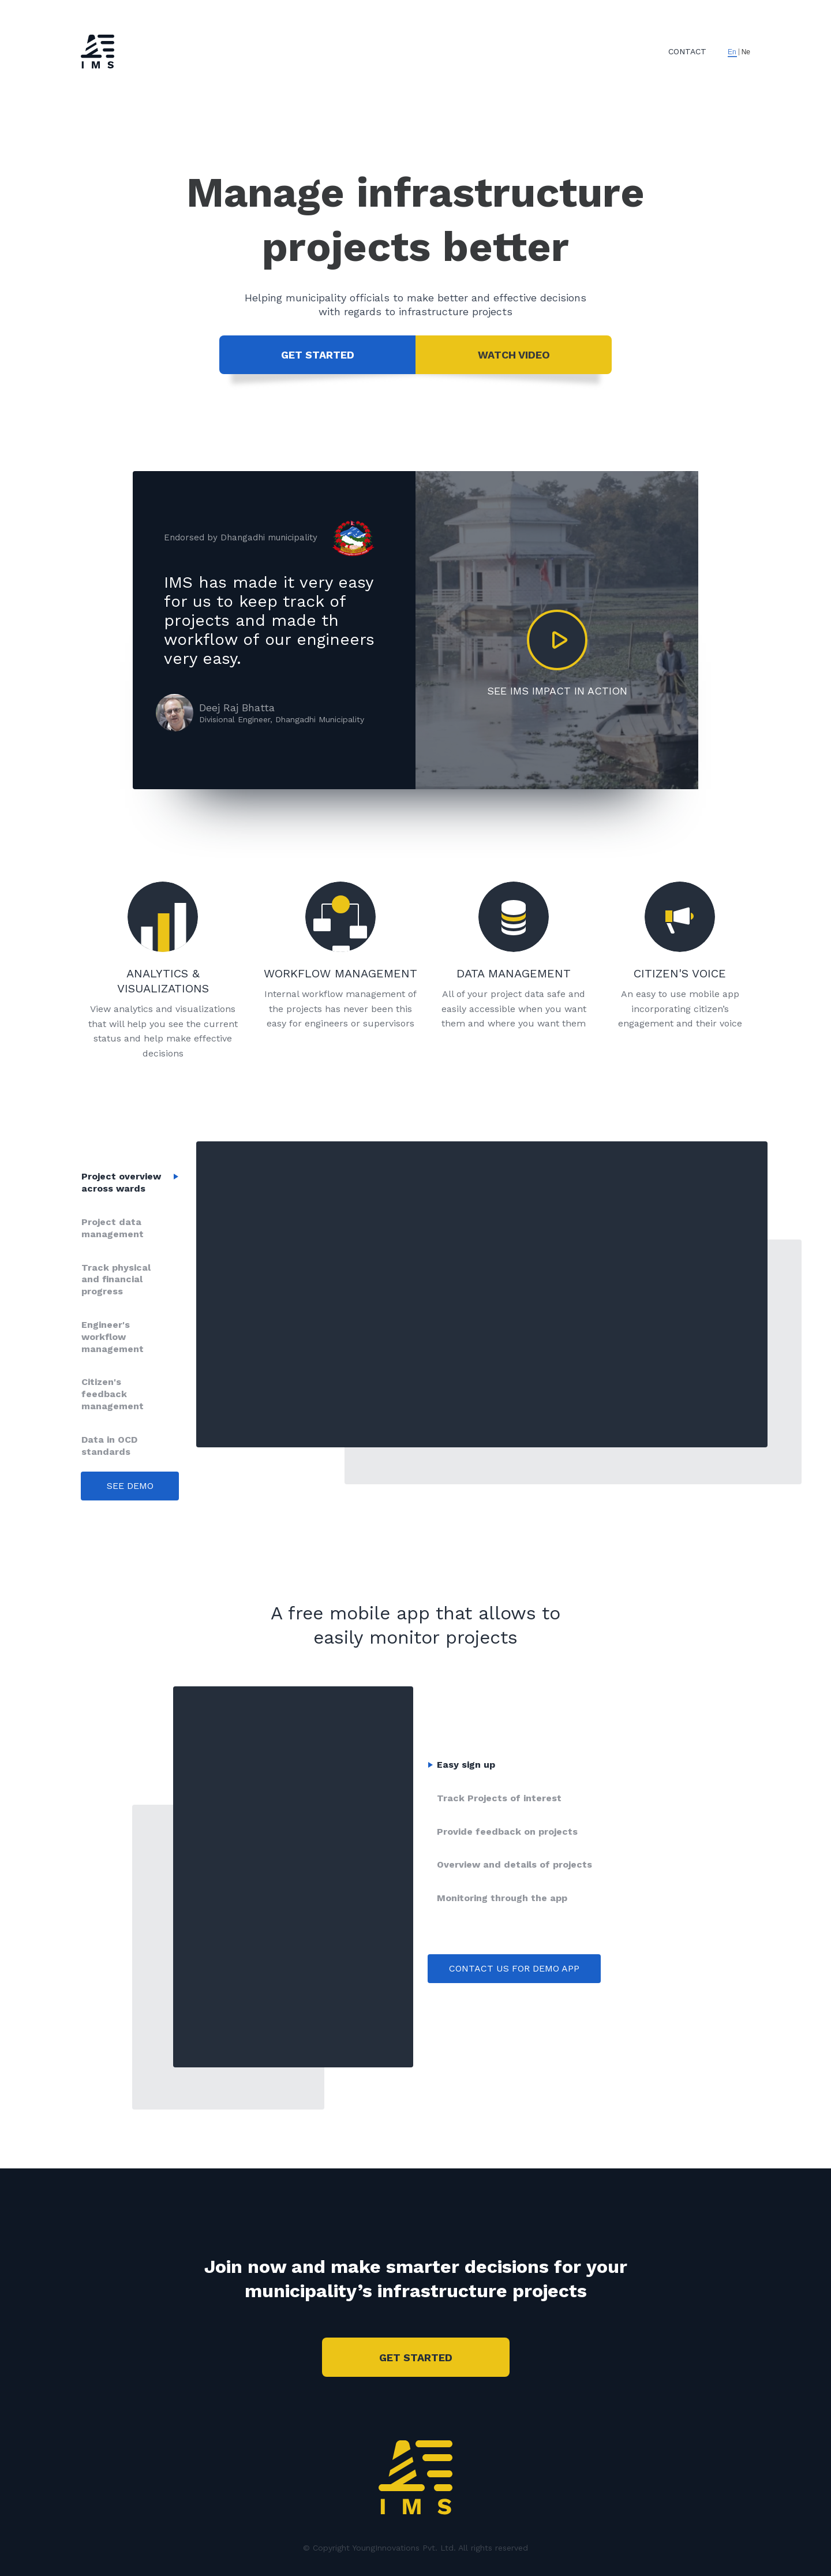 IMS
CONTACT
En | Ne
Manage infrastructure
projects better
Helping municipality officials to make better and effective decisions
with regards to infrastructure projects
GET STARTED
WATCH VIDEO
Endorsed by Dhangadhi municipality
IMS has made it very easy
for us to keep track of
projects and made th
workflow of our engineers
very easy.
Deej Raj Bhatta
Divisional Engineer, Dhangadhi Municipality
SEE IMS IMPACT IN ACTION
ANALYTICS &
VISUALIZATIONS
View analytics and visualizations
that will help you see the current
status and help make effective
decisions
WORKFLOW MANAGEMENT
Internal workflow management of
the projects has never been this
easy for engineers or supervisors
DATA MANAGEMENT
All of your project data safe and
easily accessible when you want
them and where you want them
CITIZEN'S VOICE
An easy to use mobile app
incorporating citizen's
engagement and their voice
Project overview
across wards
Project data
management
Track physical
and financial
progress
Engineer's
workflow
management
Citizen's
feedback
management
Data in OCD
standards
SEE DEMO
A free mobile app that allows to
easily monitor projects
Easy sign up
Track Projects of interest
Provide feedback on projects
Overview and details of projects
Monitoring through the app
CONTACT US FOR DEMO APP
Join now and make smarter decisions for your
municipality’s infrastructure projects
GET STARTED
IMS
© Copyright YoungInnovations Pvt. Ltd. All rights reserved